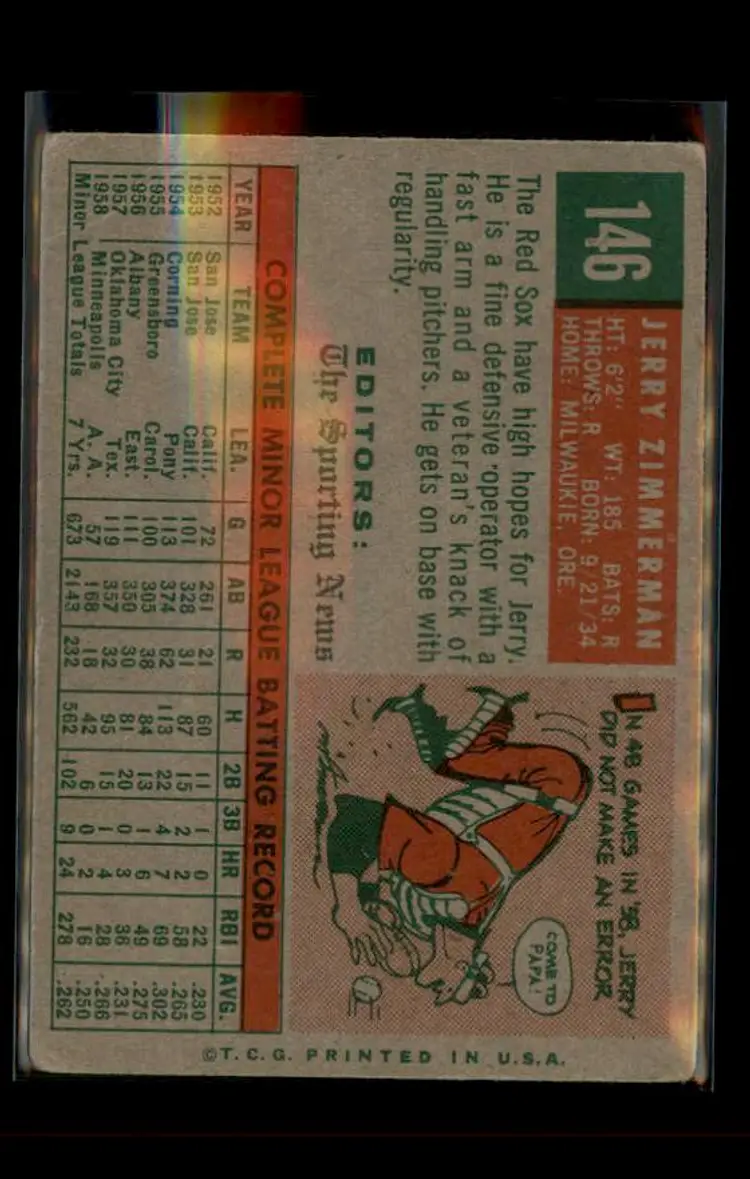 146
JERRY ZIMMERMAN
HT: 6'2" WT: 185 BATS: R
THROWS: R BORN: 9/21/34
HOME: MILWAUKIE, ORE.
The Red Sox have high hopes for Jerry.
He is a fine defensive operator with a
fast arm and a veteran's knack of
handling pitchers. He gets on base with
regularity.
EDITORS:
The Sporting News
IN 48 GAMES IN '58, JERRY
DID NOT MAKE AN ERROR
COME TO
PAPA!
COMPLETE MINOR LEAGUE BATTING RECORD
YEAR TEAM LEA. G AB R H 2B 3B HR RBI AVG.
1952 San Jose Calif. 72 261 21 60 11 1 0 22 .230
1953 San Jose Calif. 101 328 31 87 15 2 2 58 .265
1954 Corning Pony 113 374 62 113 22 4 7 69 .302
1955 Greensboro Carol. 100 305 38 84 13 1 6 49 .275
1956 Albany East. 111 350 30 81 20 0 3 36 .231
1957 Oklahoma City Tex. 119 357 32 95 15 1 4 28 .266
1958 Minneapolis A. A. 57 168 18 42 6 0 2 16 .250
Minor League Totals 7 Yrs. 673 2143 232 562 102 9 24 278 .262
©T.C.G. PRINTED IN U.S.A.